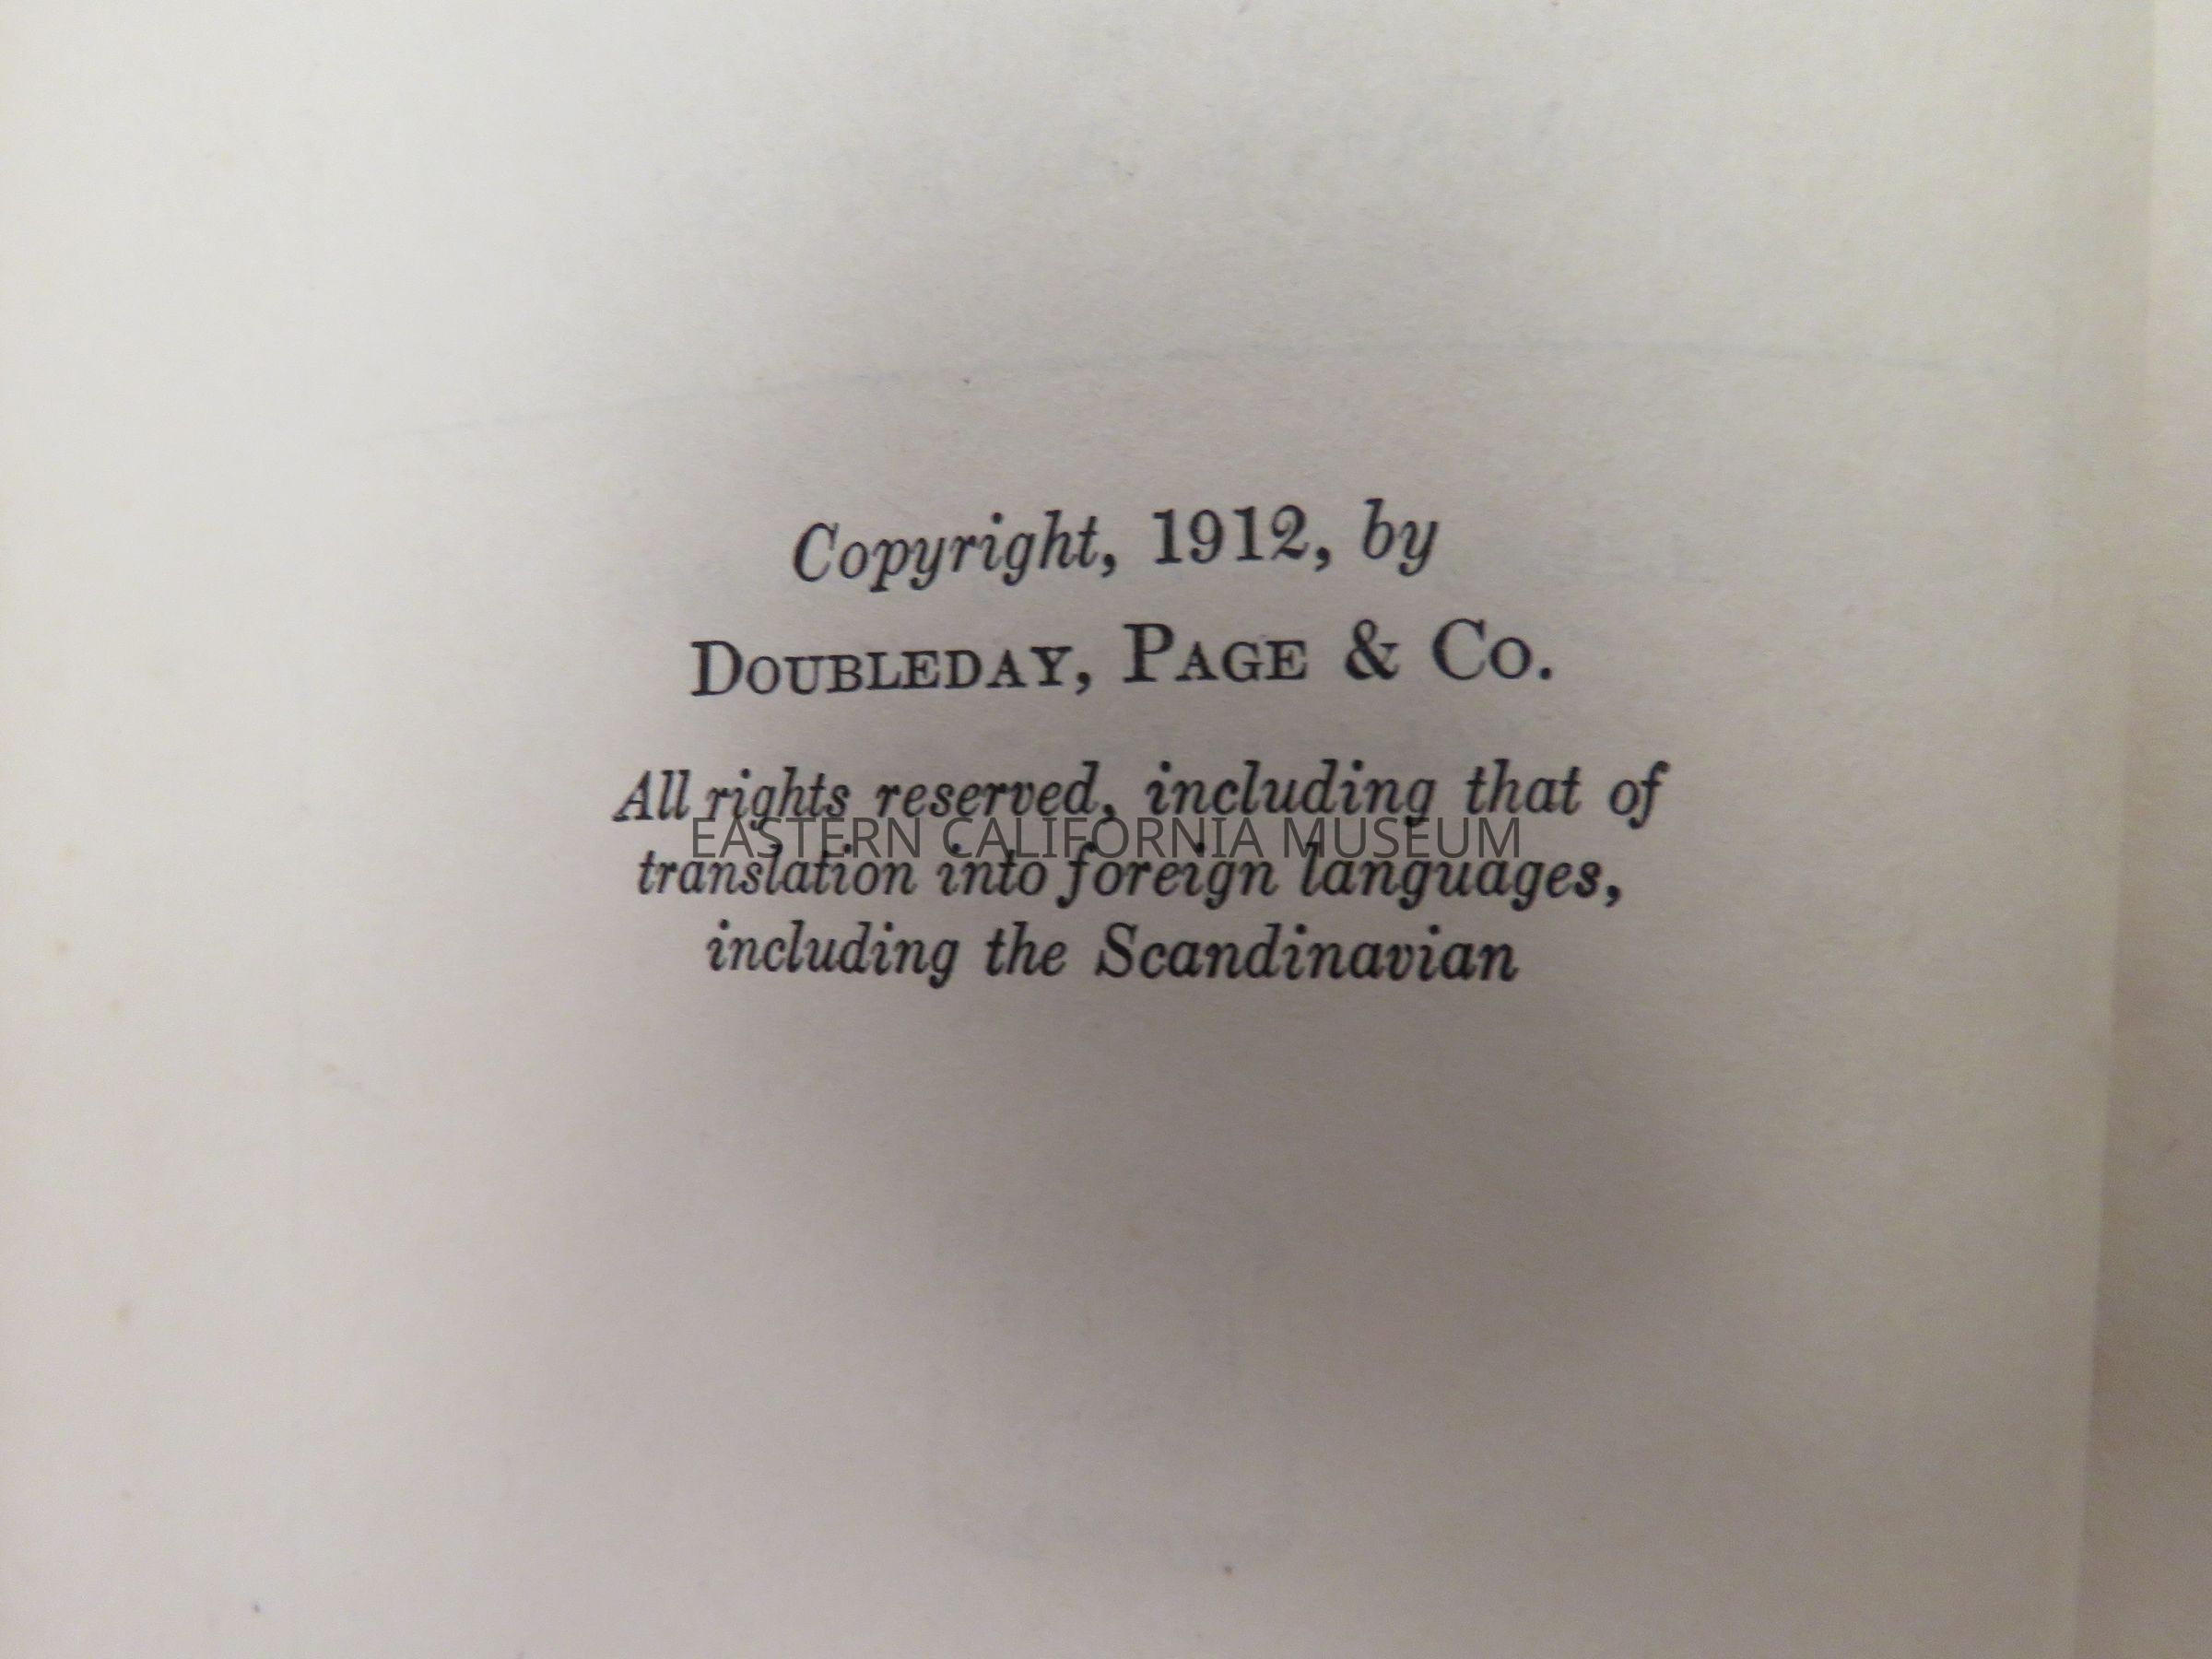 Copyright, 1912, by
DOUBLEDAY, PAGE & CO.
All rights reserved, including that of
EASTERN CALIFORNIA MUSEUM
translation into foreign languages,
including the Scandinavian